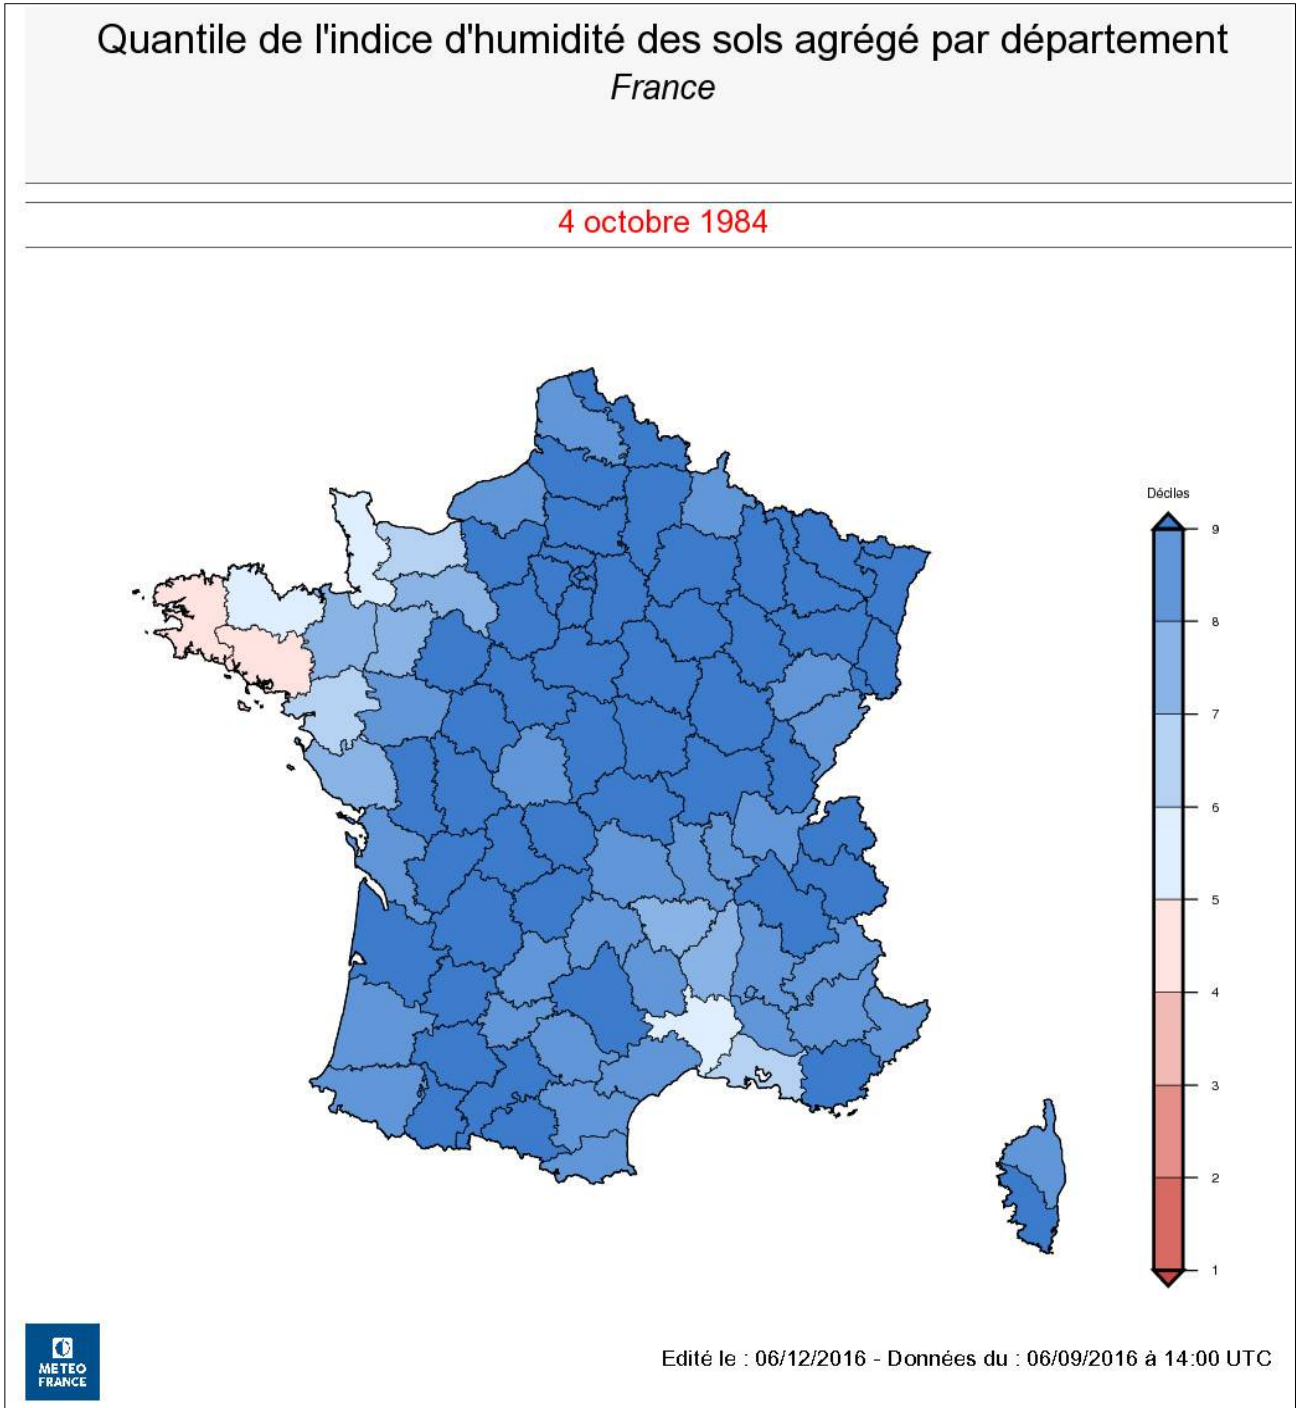 Quantile de l'indice d'humidité des sols agrégé par département
France
4 octobre 1984
Déciles
9
8
7
6
5
4
3
2
1
METEO
FRANCE
Edité le : 06/12/2016 - Données du : 06/09/2016 à 14:00 UTC